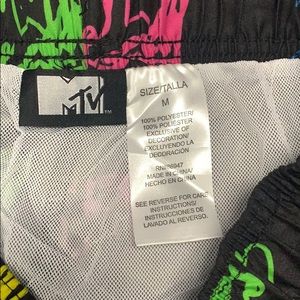 MTV
SIZE/TALLA
M
100% POLYESTER/
100% POLIESTER
EXCLUSIVE OF
DECORATION/
EXCLUYENDO LA
DECORACIÓN
MADE IN CHINA/
HECHO EN CHINA
SEE REVERSE FOR CARE
INSTRUCTIONS/
INSTRUCCIONES DE
LAVADO AL REVERSO.